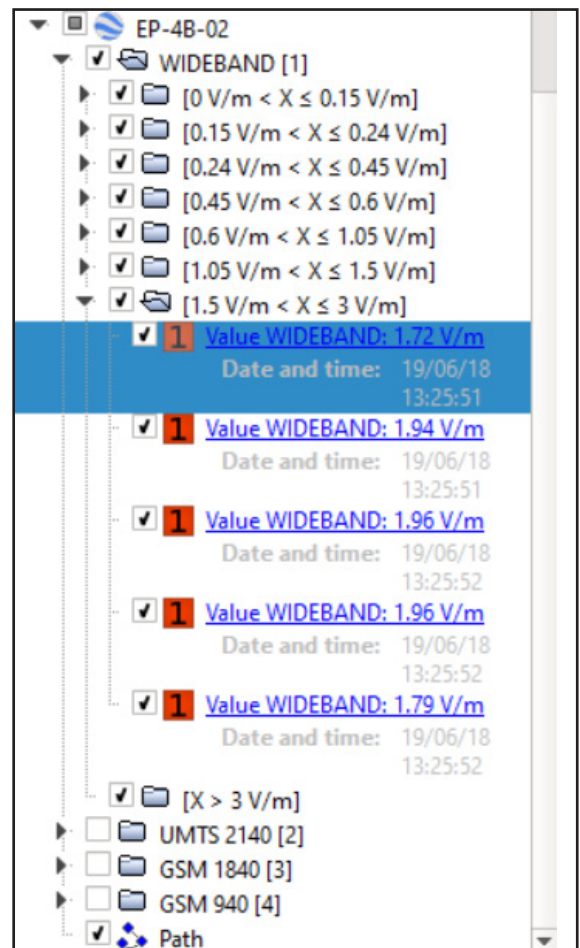 EP-4B-02
WIDEBAND [1]
[0 V/m < X ≤ 0.15 V/m]
[0.15 V/m < X ≤ 0.24 V/m]
[0.24 V/m < X ≤ 0.45 V/m]
[0.45 V/m < X ≤ 0.6 V/m]
[0.6 V/m < X ≤ 1.05 V/m]
[1.05 V/m < X ≤ 1.5 V/m]
[1.5 V/m < X ≤ 3 V/m]
1 Value WIDEBAND: 1.72 V/m
Date and time: 19/06/18
13:25:51
1 Value WIDEBAND: 1.94 V/m
Date and time: 19/06/18
13:25:51
1 Value WIDEBAND: 1.96 V/m
Date and time: 19/06/18
13:25:52
1 Value WIDEBAND: 1.96 V/m
Date and time: 19/06/18
13:25:52
1 Value WIDEBAND: 1.79 V/m
Date and time: 19/06/18
13:25:52
[X > 3 V/m]
UMTS 2140 [2]
GSM 1840 [3]
GSM 940 [4]
Path